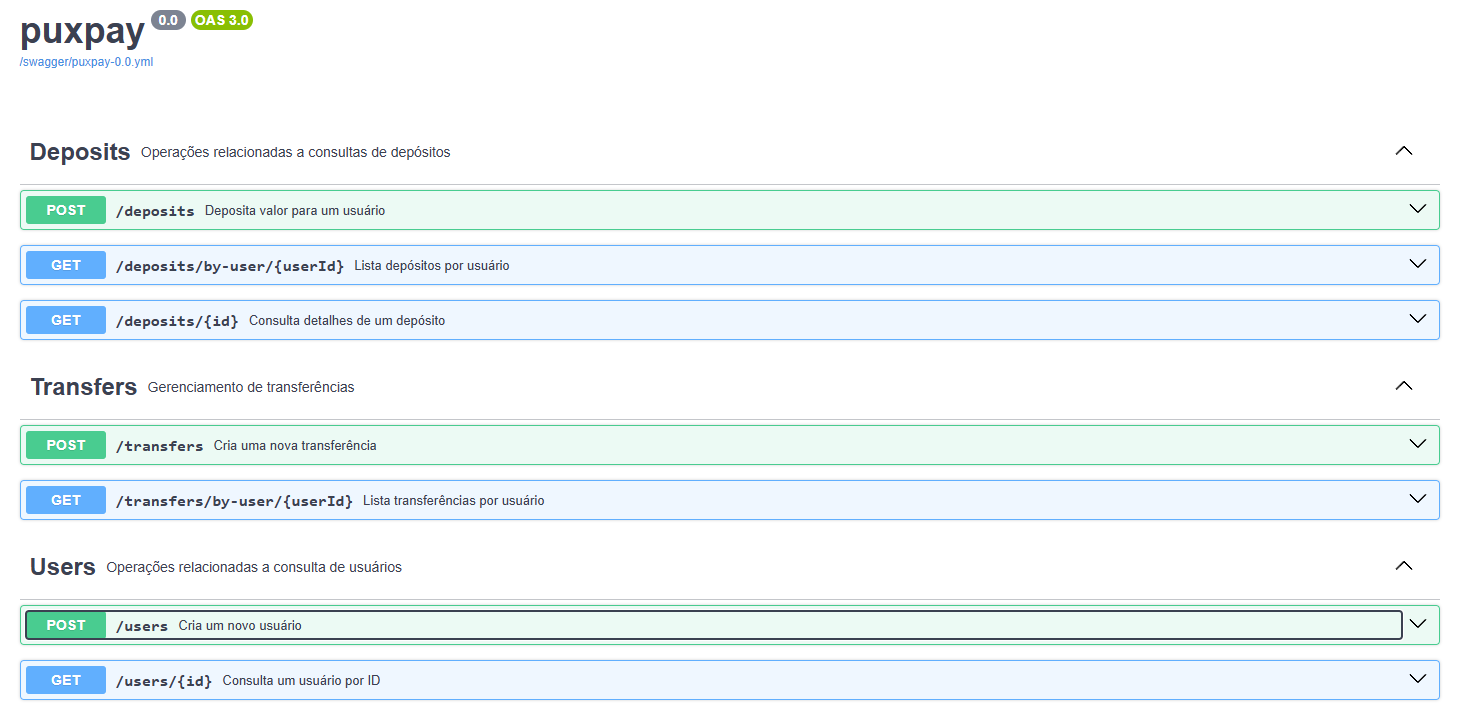 puxpay 0.0 OAS 3.0
/swagger/puxpay-0.0.yml
Deposits Operações relacionadas a consultas de depósitos
POST /deposits Deposita valor para um usuário
GET /deposits/by-user/{userId} Lista depósitos por usuário
GET /deposits/{id} Consulta detalhes de um depósito
Transfers Gerenciamento de transferências
POST /transfers Cria uma nova transferência
GET /transfers/by-user/{userId} Lista transferências por usuário
Users Operações relacionadas a consulta de usuários
POST /users Cria um novo usuário
GET /users/{id} Consulta um usuário por ID